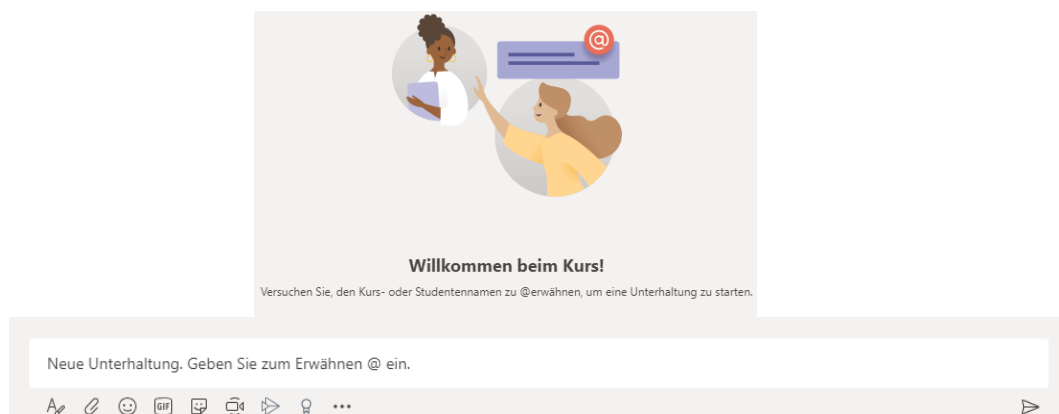 @
Willkommen beim Kurs!
Versuchen Sie, den Kurs- oder Studentennamen zu @erwähnen, um eine Unterhaltung zu starten.
Neue Unterhaltung. Geben Sie zum Erwähnen @ ein.
GIF